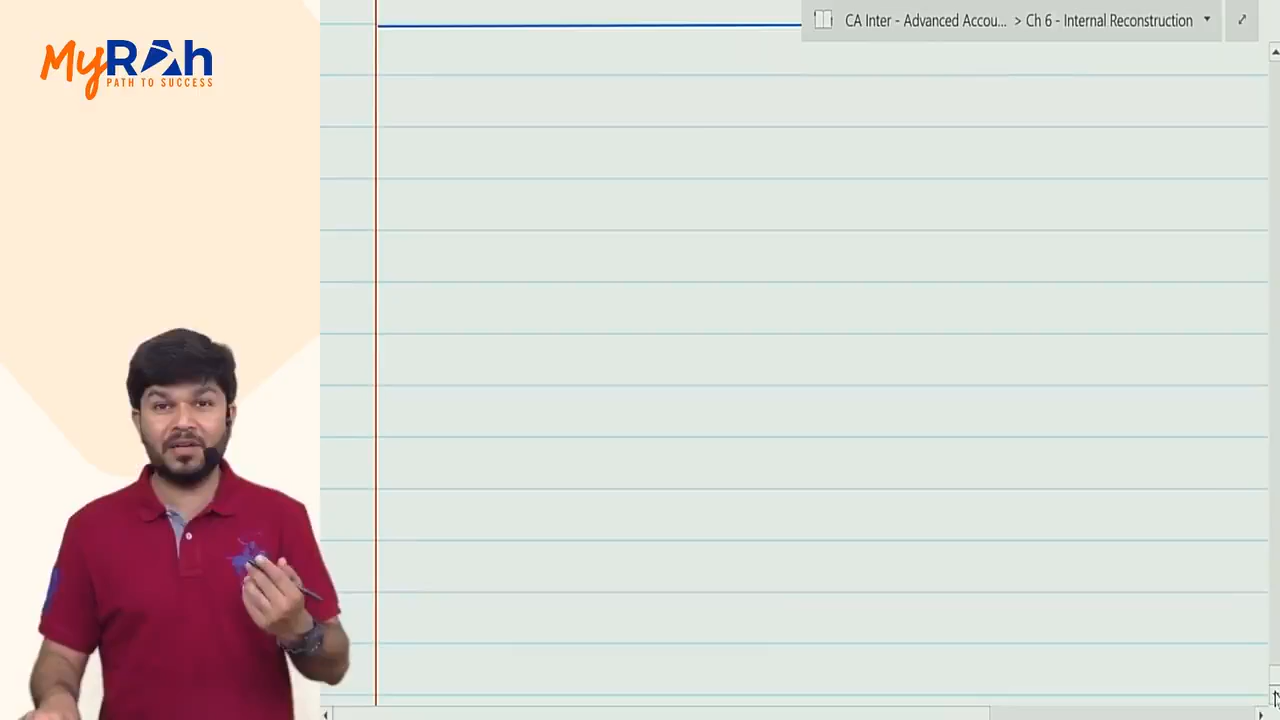 MyRAh
PATH TO SUCCESS
CA Inter - Advanced Accou... > Ch 6 - Internal Reconstruction